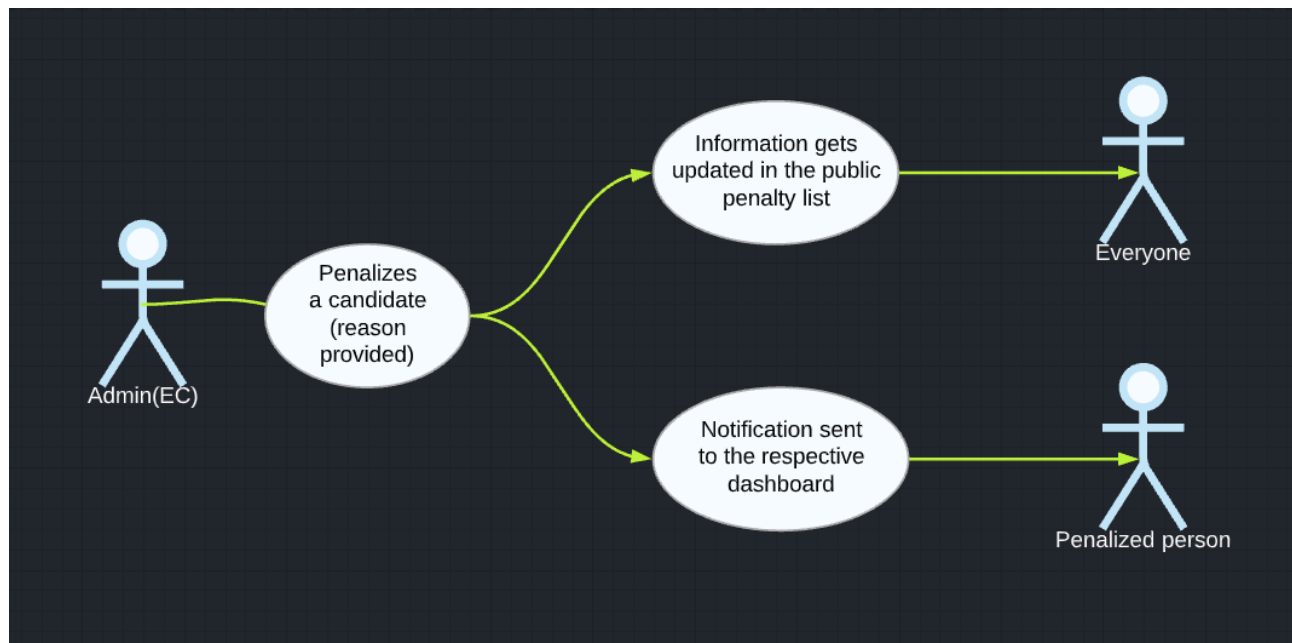 Information gets
updated in the public
penalty list
Everyone
Penalizes
a candidate
(reason
provided)
Admin(EC)
Notification sent
to the respective
dashboard
Penalized person